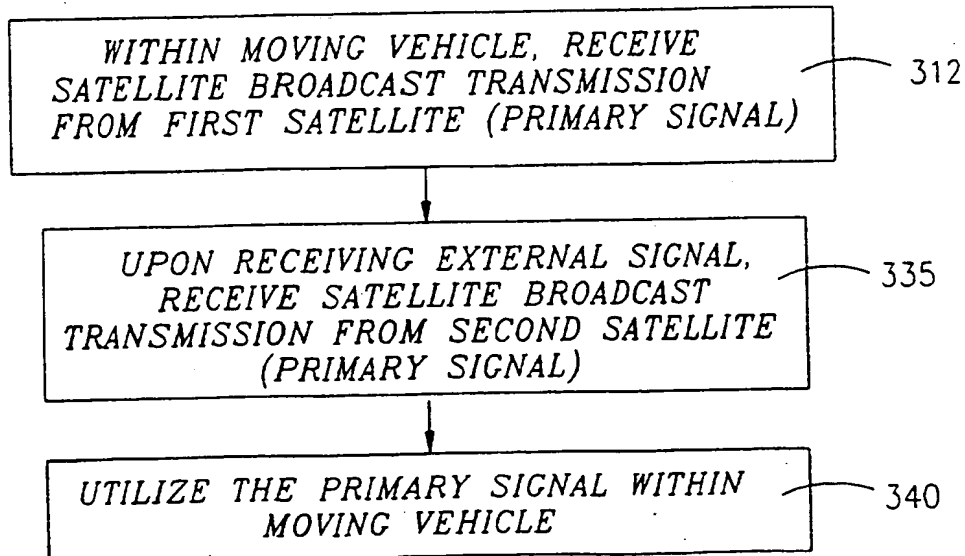 WITHIN MOVING VEHICLE, RECEIVE
SATELLITE BROADCAST TRANSMISSION
FROM FIRST SATELLITE (PRIMARY SIGNAL)
312
UPON RECEIVING EXTERNAL SIGNAL,
RECEIVE SATELLITE BROADCAST
TRANSMISSION FROM SECOND SATELLITE
(PRIMARY SIGNAL)
335
UTILIZE THE PRIMARY SIGNAL WITHIN
MOVING VEHICLE
340